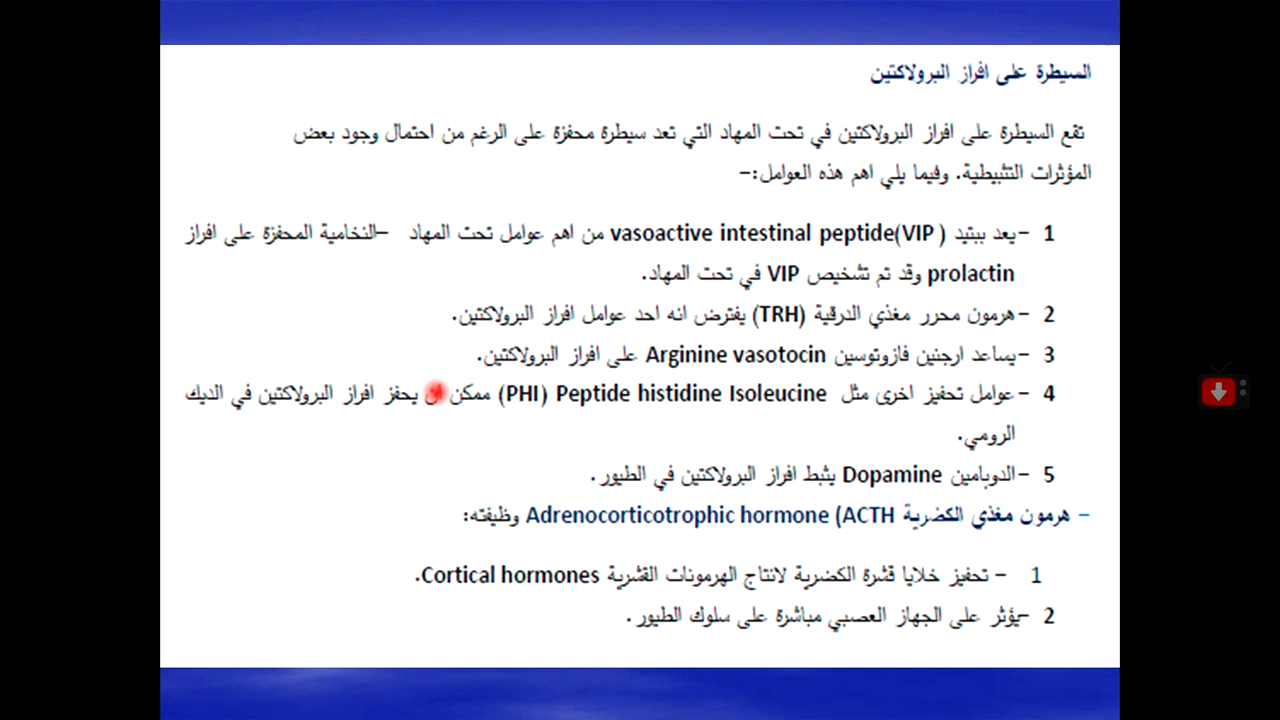 السيطرة على افراز البرولاكتين
تقع السيطرة على افراز البرولاكتين في تحت المهاد التي تعد سيطرة محفزة على الرغم من احتمال وجود بعض
المؤثرات التثبيطية. وفيما يلي اهم هذه العوامل:-
1 -يعد ببتيد vasoactive intestinal peptide(VIP ) من اهم عوامل تحت المهاد –النخامية المحفزة على افراز
prolactin وقد تم تشخيص VIP في تحت المهاد.
2 -هرمون محرر مغذي الدرقية (TRH) يفترض انه احد عوامل افراز البرولاكتين.
3 -يساعد ارجنين فازوتوسين Arginine vasotocin على افراز البرولاكتين.
4 -عوامل تحفيز اخرى مثل Peptide histidine Isoleucine (PHI) ممكن يحفز افراز البرولاكتين في الديك
الرومي.
5 -الدوبامين Dopamine يثبط افراز البرولاكتين في الطيور.
- هرمون مغذي الكضرية Adrenocorticotrophic hormone (ACTH وظيفته:
1 - تحفيز خلايا قشرة الكضرية لانتاج الهرمونات القشرية Cortical hormones.
2 -يؤثر على الجهاز العصبي مباشرة على سلوك الطيور.